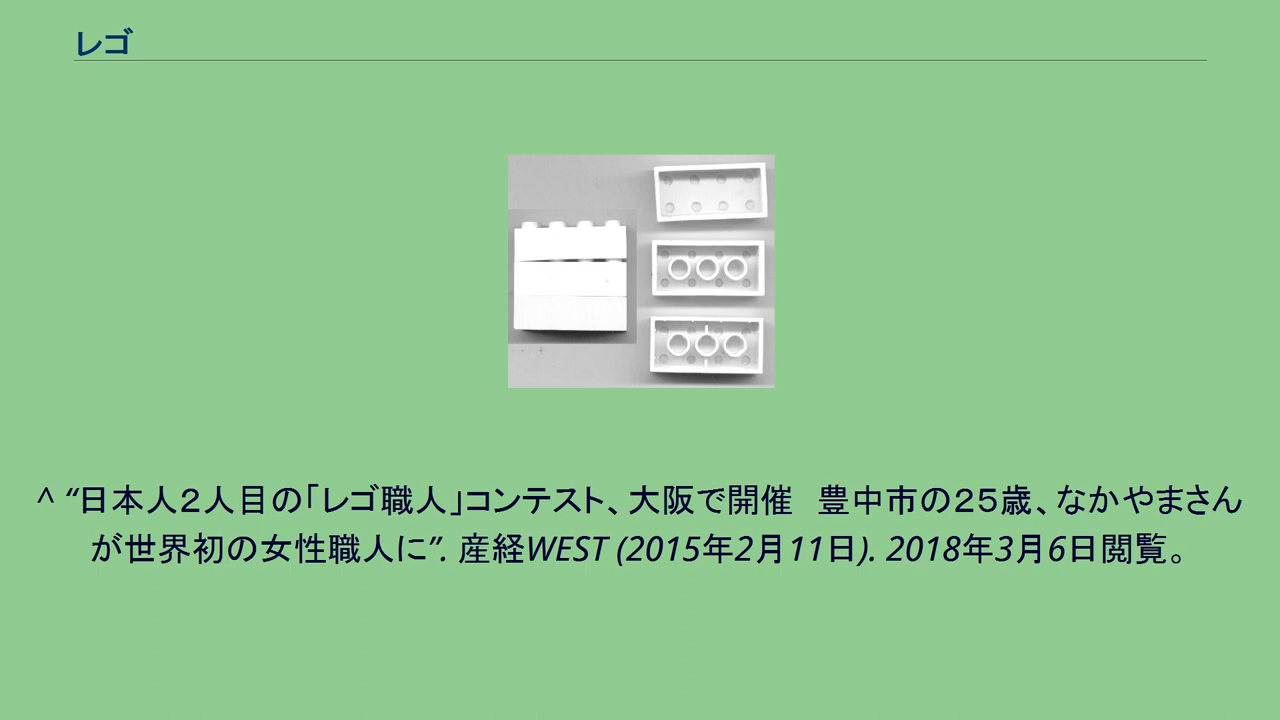 レゴ
^ “日本人２人目の「レゴ職人」コンテスト、大阪で開催　豊中市の２５歳、なかやまさん
が世界初の女性職人に”. 産経WEST (2015年2月11日). 2018年3月6日閲覧。